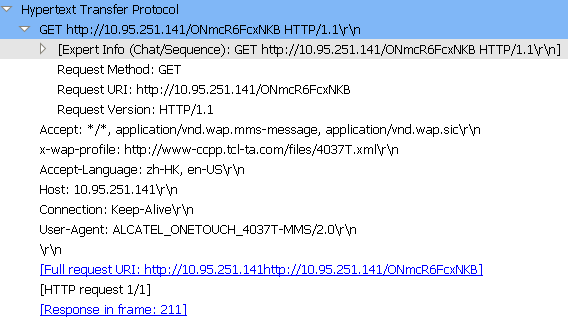 Hypertext Transfer Protocol
GET http://10.95.251.141/ONmcR6FcxNKB HTTP/1.1\r\n
[Expert Info (Chat/Sequence): GET http://10.95.251.141/ONmcR6FcxNKB HTTP/1.1\r\n]
Request Method: GET
Request URI: http://10.95.251.141/ONmcR6FcxNKB
Request Version: HTTP/1.1
Accept: */*, application/vnd.wap.mms-message, application/vnd.wap.sic\r\n
x-wap-profile: http://www-ccpp.tcl-ta.com/files/4037T.xml\r\n
Accept-Language: zh-HK, en-US\r\n
Host: 10.95.251.141\r\n
Connection: Keep-Alive\r\n
User-Agent: ALCATEL_ONETOUCH_4037T-MMS/2.0\r\n
\r\n
[Full request URI: http://10.95.251.141http://10.95.251.141/ONmcR6FcxNKB]
[HTTP request 1/1]
[Response in frame: 211]